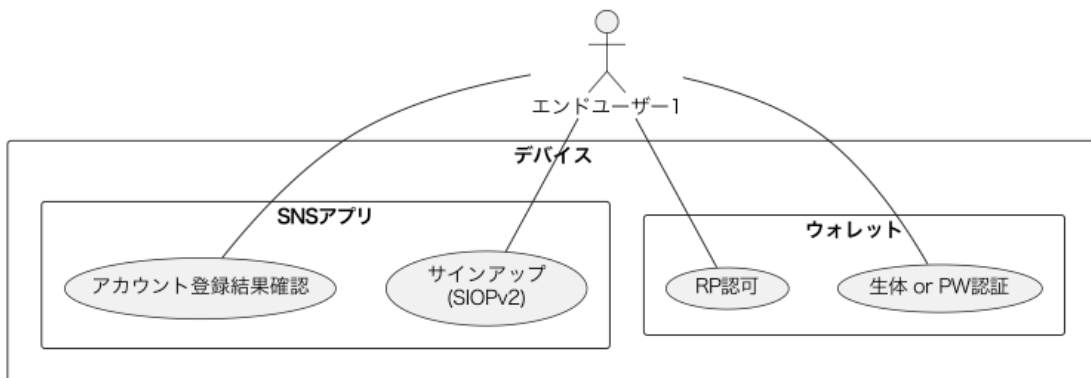 エンドユーザー1
デバイス
SNSアプリ
ウォレット
アカウント登録結果確認
サインアップ
(SIOPv2)
RP認可
生体 or PW認証